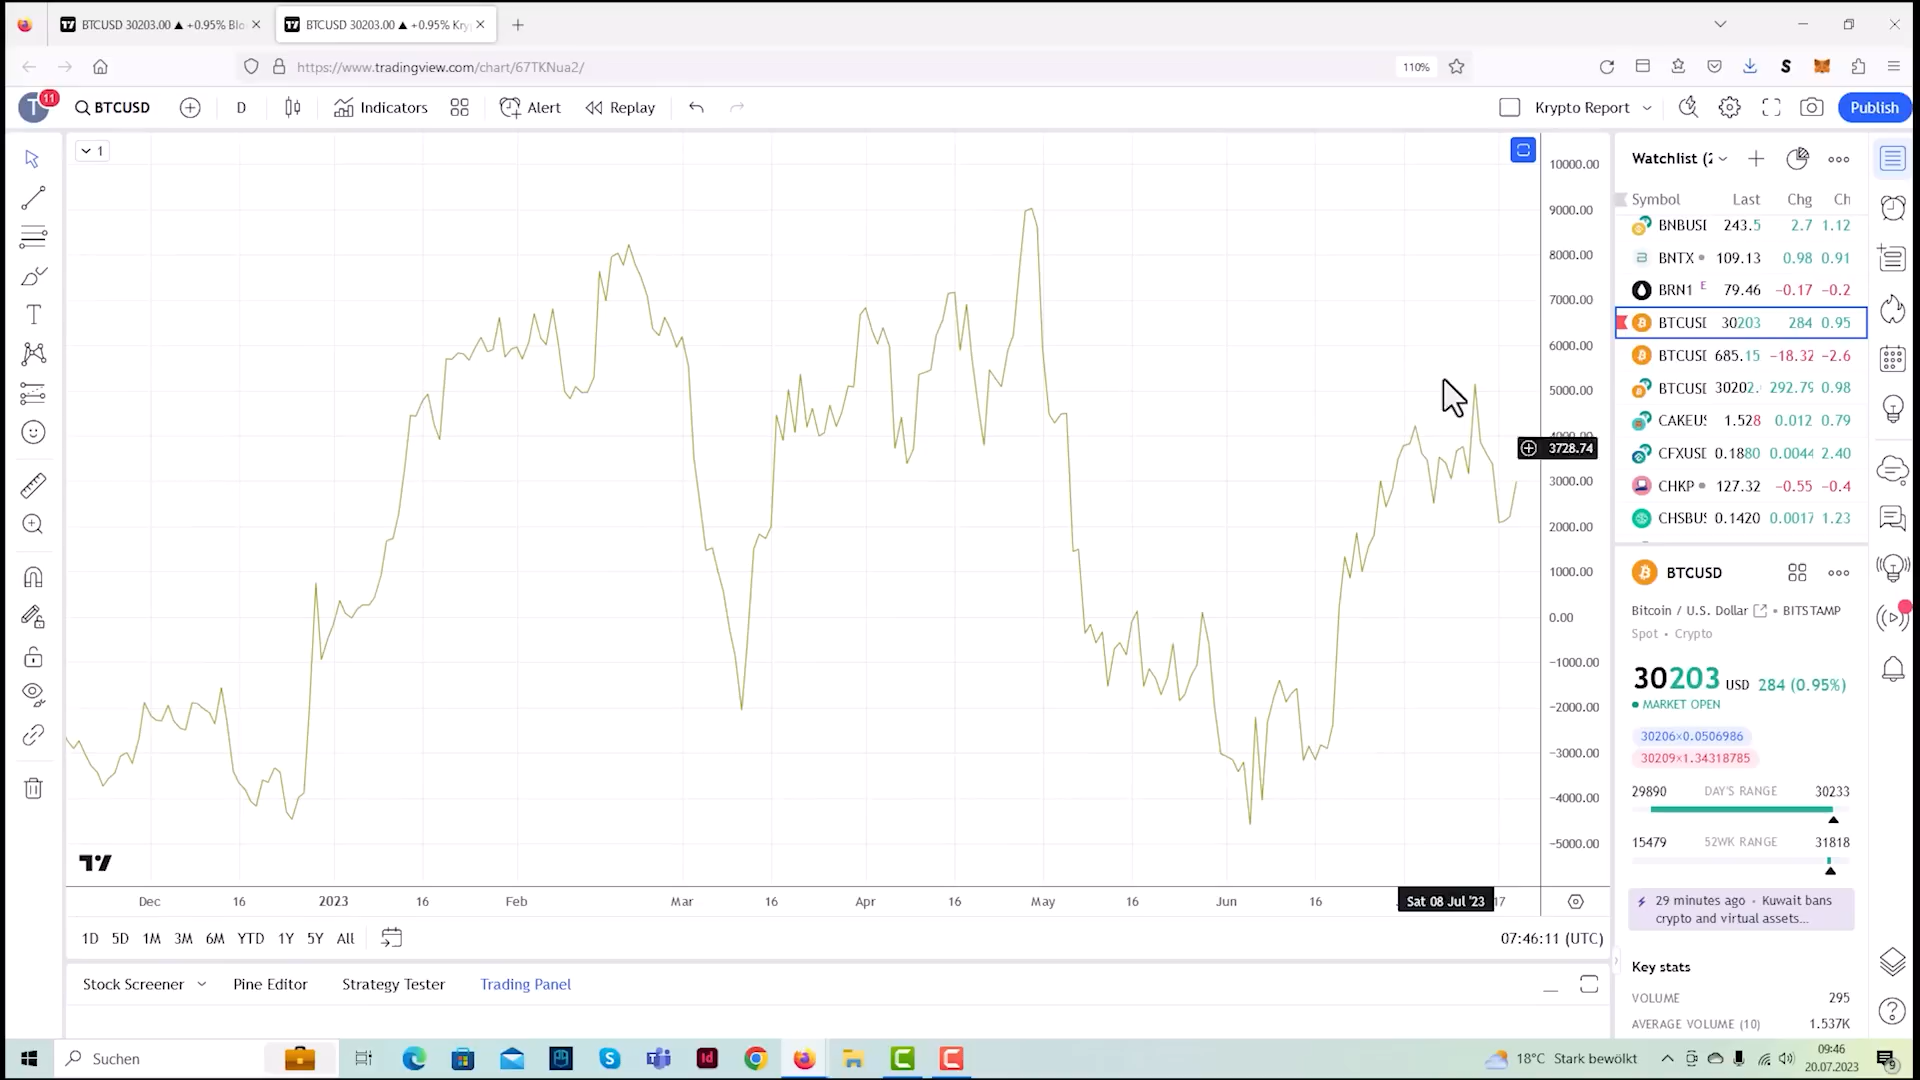 BTCUSD 30203.00 ▲ +0.95% Blo
BTCUSD 30203.00 ▲ +0.95% Kry
https://www.tradingview.com/chart/67TKNua2/
110%
T
11
BTCUSD
D
Indicators
Alert
Replay
Krypto Report
Publish
1
10000.00
9000.00
8000.00
7000.00
6000.00
5000.00
3728.74
3000.00
2000.00
1000.00
0.00
−1000.00
−2000.00
−3000.00
−4000.00
−5000.00
Dec
16
2023
16
Feb
Mar
16
Apr
16
May
16
Jun
16
Sat 08 Jul '23
17
1D 5D 1M 3M 6M YTD 1Y 5Y All
07:46:11 (UTC)
Stock Screener
Pine Editor
Strategy Tester
Trading Panel
Watchlist (2
Symbol Last Chg Ch
BNBUSI 243.5 2.7 1.12
BNTX 109.13 0.98 0.91
BRN1 E 79.46 −0.17 −0.2
BTCUSI 30203 284 0.95
BTCUSI 685.15 −18.32 −2.6
BTCUSI 30202. 292.79 0.98
CAKEU 1.528 0.012 0.79
CFXUSI 0.1880 0.0044 2.40
CHKP 127.32 −0.55 −0.4
CHSBU 0.1420 0.0017 1.23
BTCUSD
Bitcoin / U.S. Dollar • BITSTAMP
Spot • Crypto
30203 USD 284 (0.95%)
MARKET OPEN
30206×0.0506986
30209×1.34318785
29890 DAY'S RANGE 30233
15479 52WK RANGE 31818
29 minutes ago • Kuwait bans
crypto and virtual assets...
Key stats
VOLUME 295
AVERAGE VOLUME (10) 1.537K
Suchen
18°C Stark bewölkt
09:46
20.07.2023
9